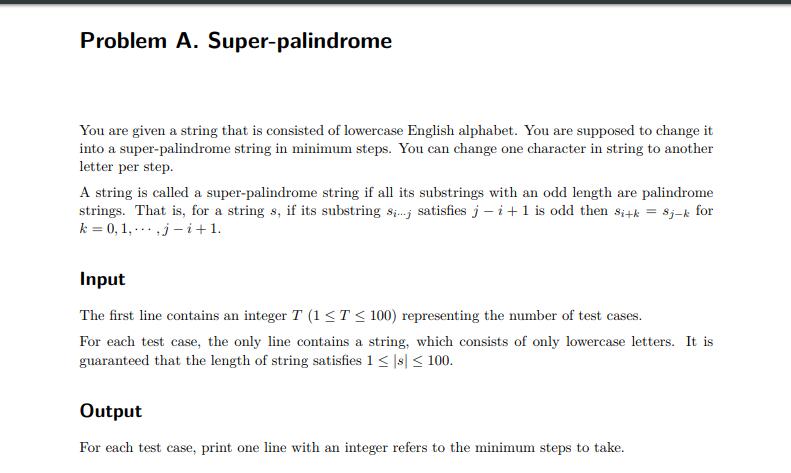 Problem A. Super-palindrome
You are given a string that is consisted of lowercase English alphabet. You are supposed to change it
into a super-palindrome string in minimum steps. You can change one character in string to another
letter per step.
A string is called a super-palindrome string if all its substrings with an odd length are palindrome
strings. That is, for a string s, if its substring s_{i···j} satisfies j − i + 1 is odd then s_{i+k} = s_{j−k} for
k = 0, 1, ··· , j − i + 1.
Input
The first line contains an integer T (1 ≤ T ≤ 100) representing the number of test cases.
For each test case, the only line contains a string, which consists of only lowercase letters. It is
guaranteed that the length of string satisfies 1 ≤ |s| ≤ 100.
Output
For each test case, print one line with an integer refers to the minimum steps to take.